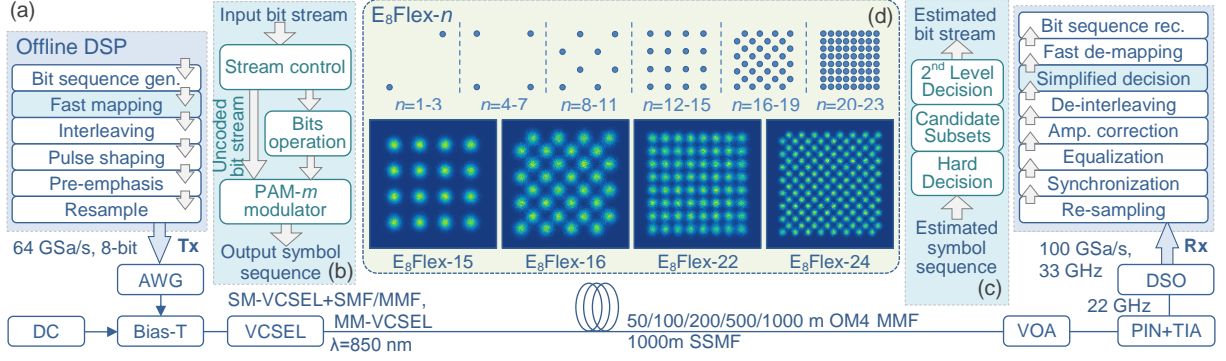 (a)
Offline DSP
Bit sequence gen.
Fast mapping
Interleaving
Pulse shaping
Pre-emphasis
Resample
64 GSa/s, 8-bit
Tx
AWG
DC
Bias-T
VCSEL
Input bit stream
Stream control
Uncoded
bit stream
Bits
operation
PAM-m
modulator
Output symbol
sequence
(b)
SM-VCSEL+SMF/MMF,
MM-VCSEL
λ=850 nm
E8Flex-n
(d)
n=1-3
n=4-7
n=8-11
n=12-15
n=16-19
n=20-23
E8Flex-15
E8Flex-16
E8Flex-22
E8Flex-24
50/100/200/500/1000 m OM4 MMF
1000m SSMF
Estimated
bit stream
2nd Level
Decision
Candidate
Subsets
Hard
Decision
Estimated
symbol
sequence
(c)
Bit sequence rec.
Fast de-mapping
Simplified decision
De-interleaving
Amp. correction
Equalization
Synchronization
Re-sampling
100 GSa/s,
33 GHz
Rx
DSO
22 GHz
VOA
PIN+TIA